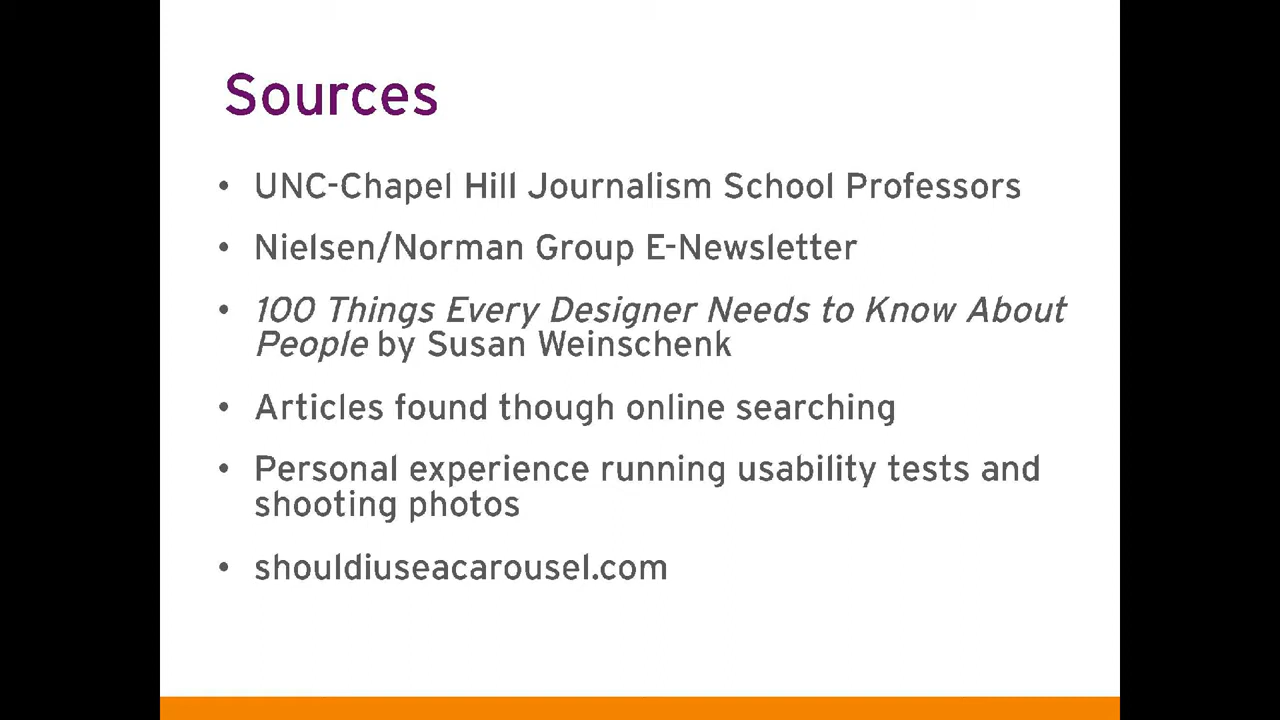 Sources
• UNC-Chapel Hill Journalism School Professors
• Nielsen/Norman Group E-Newsletter
• 100 Things Every Designer Needs to Know About
People by Susan Weinschenk
• Articles found though online searching
• Personal experience running usability tests and
shooting photos
• shouldiuseacarousel.com